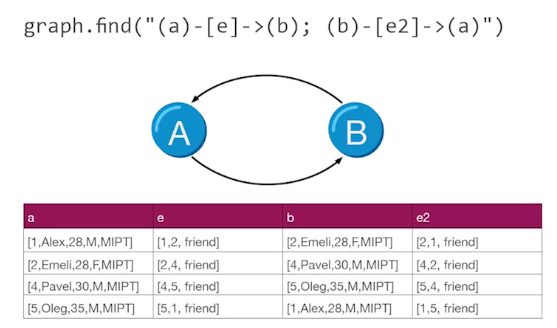 graph.find("(a)-[e]->(b); (b)-[e2]->(a)")
A B
a e b e2
[1,Alex,28,M,MIPT] [1,2, friend] [2,Emeli,28,F,MIPT] [2,1, friend]
[2,Emeli,28,F,MIPT] [2,4, friend] [4,Pavel,30,M,MIPT] [4,2, friend]
[4,Pavel,30,M,MIPT] [4,5, friend] [5,Oleg,35,M,MIPT] [5,4, friend]
[5,Oleg,35,M,MIPT] [5,1, friend] [1,Alex,28,M,MIPT] [1,5, friend]